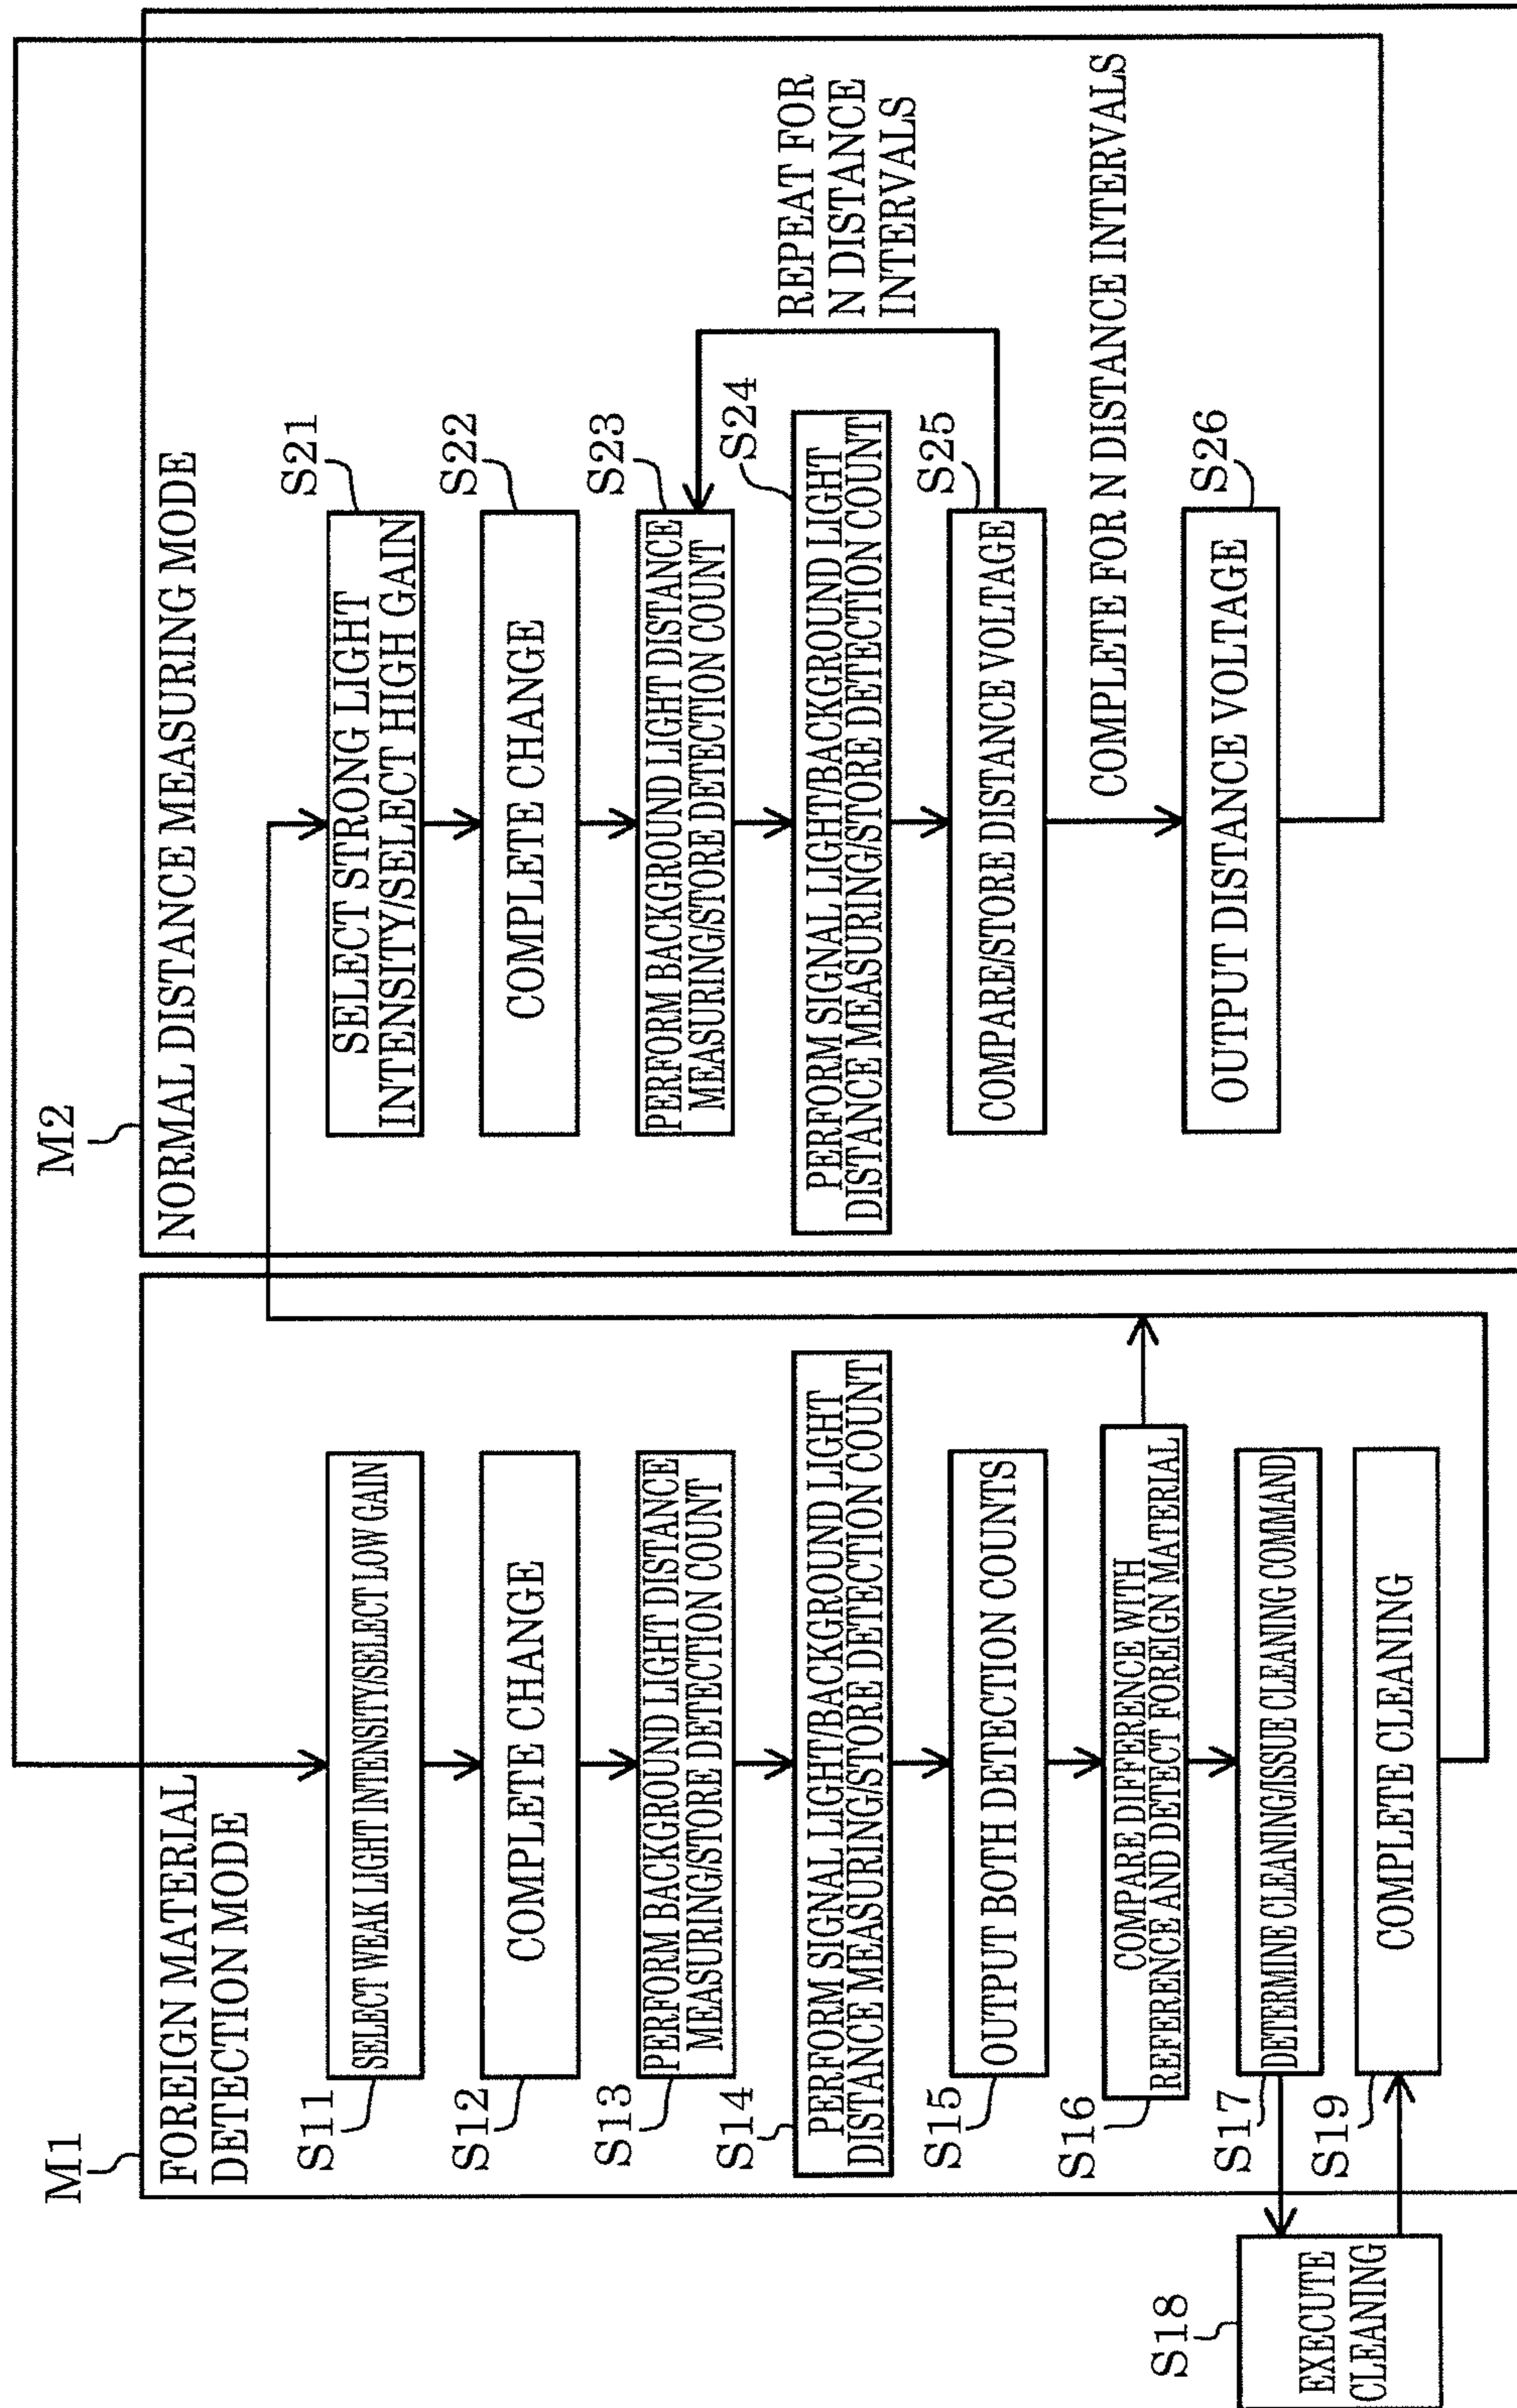 M1
FOREIGN MATERIAL
DETECTION MODE
S11
SELECT WEAK LIGHT INTENSITY/SELECT LOW GAIN
S12
COMPLETE CHANGE
S13
PERFORM BACKGROUND LIGHT DISTANCE
MEASURING/STORE DETECTION COUNT
S14
PERFORM SIGNAL LIGHT/BACKGROUND LIGHT
DISTANCE MEASURING/STORE DETECTION COUNT
S15
OUTPUT BOTH DETECTION COUNTS
S16
COMPARE DIFFERENCE WITH
REFERENCE AND DETECT FOREIGN MATERIAL
S17
DETERMINE CLEANING/ISSUE CLEANING COMMAND
S18
EXECUTE
CLEANING
S19
COMPLETE CLEANING
M2
NORMAL DISTANCE MEASURING MODE
S21
SELECT STRONG LIGHT
INTENSITY/SELECT HIGH GAIN
S22
COMPLETE CHANGE
S23
PERFORM BACKGROUND LIGHT DISTANCE
MEASURING/STORE DETECTION COUNT
S24
PERFORM SIGNAL LIGHT/BACKGROUND LIGHT
DISTANCE MEASURING/STORE DETECTION COUNT
S25
COMPARE/STORE DISTANCE VOLTAGE
REPEAT FOR
N DISTANCE
INTERVALS
COMPLETE FOR N DISTANCE INTERVALS
S26
OUTPUT DISTANCE VOLTAGE